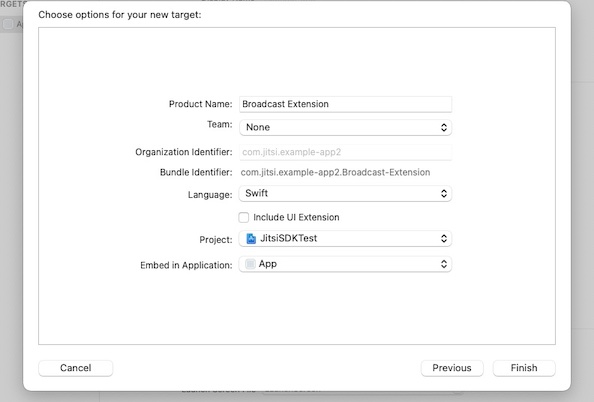 RGETS
Choose options for your new target:
Product Name: Broadcast Extension
Team: None
Organization Identifier: com.jitsi.example-app2
Bundle Identifier: com.jitsi.example-app2.Broadcast-Extension
Language: Swift
Include UI Extension
Project: JitsiSDKTest
Embed in Application: App
Cancel
Previous
Finish